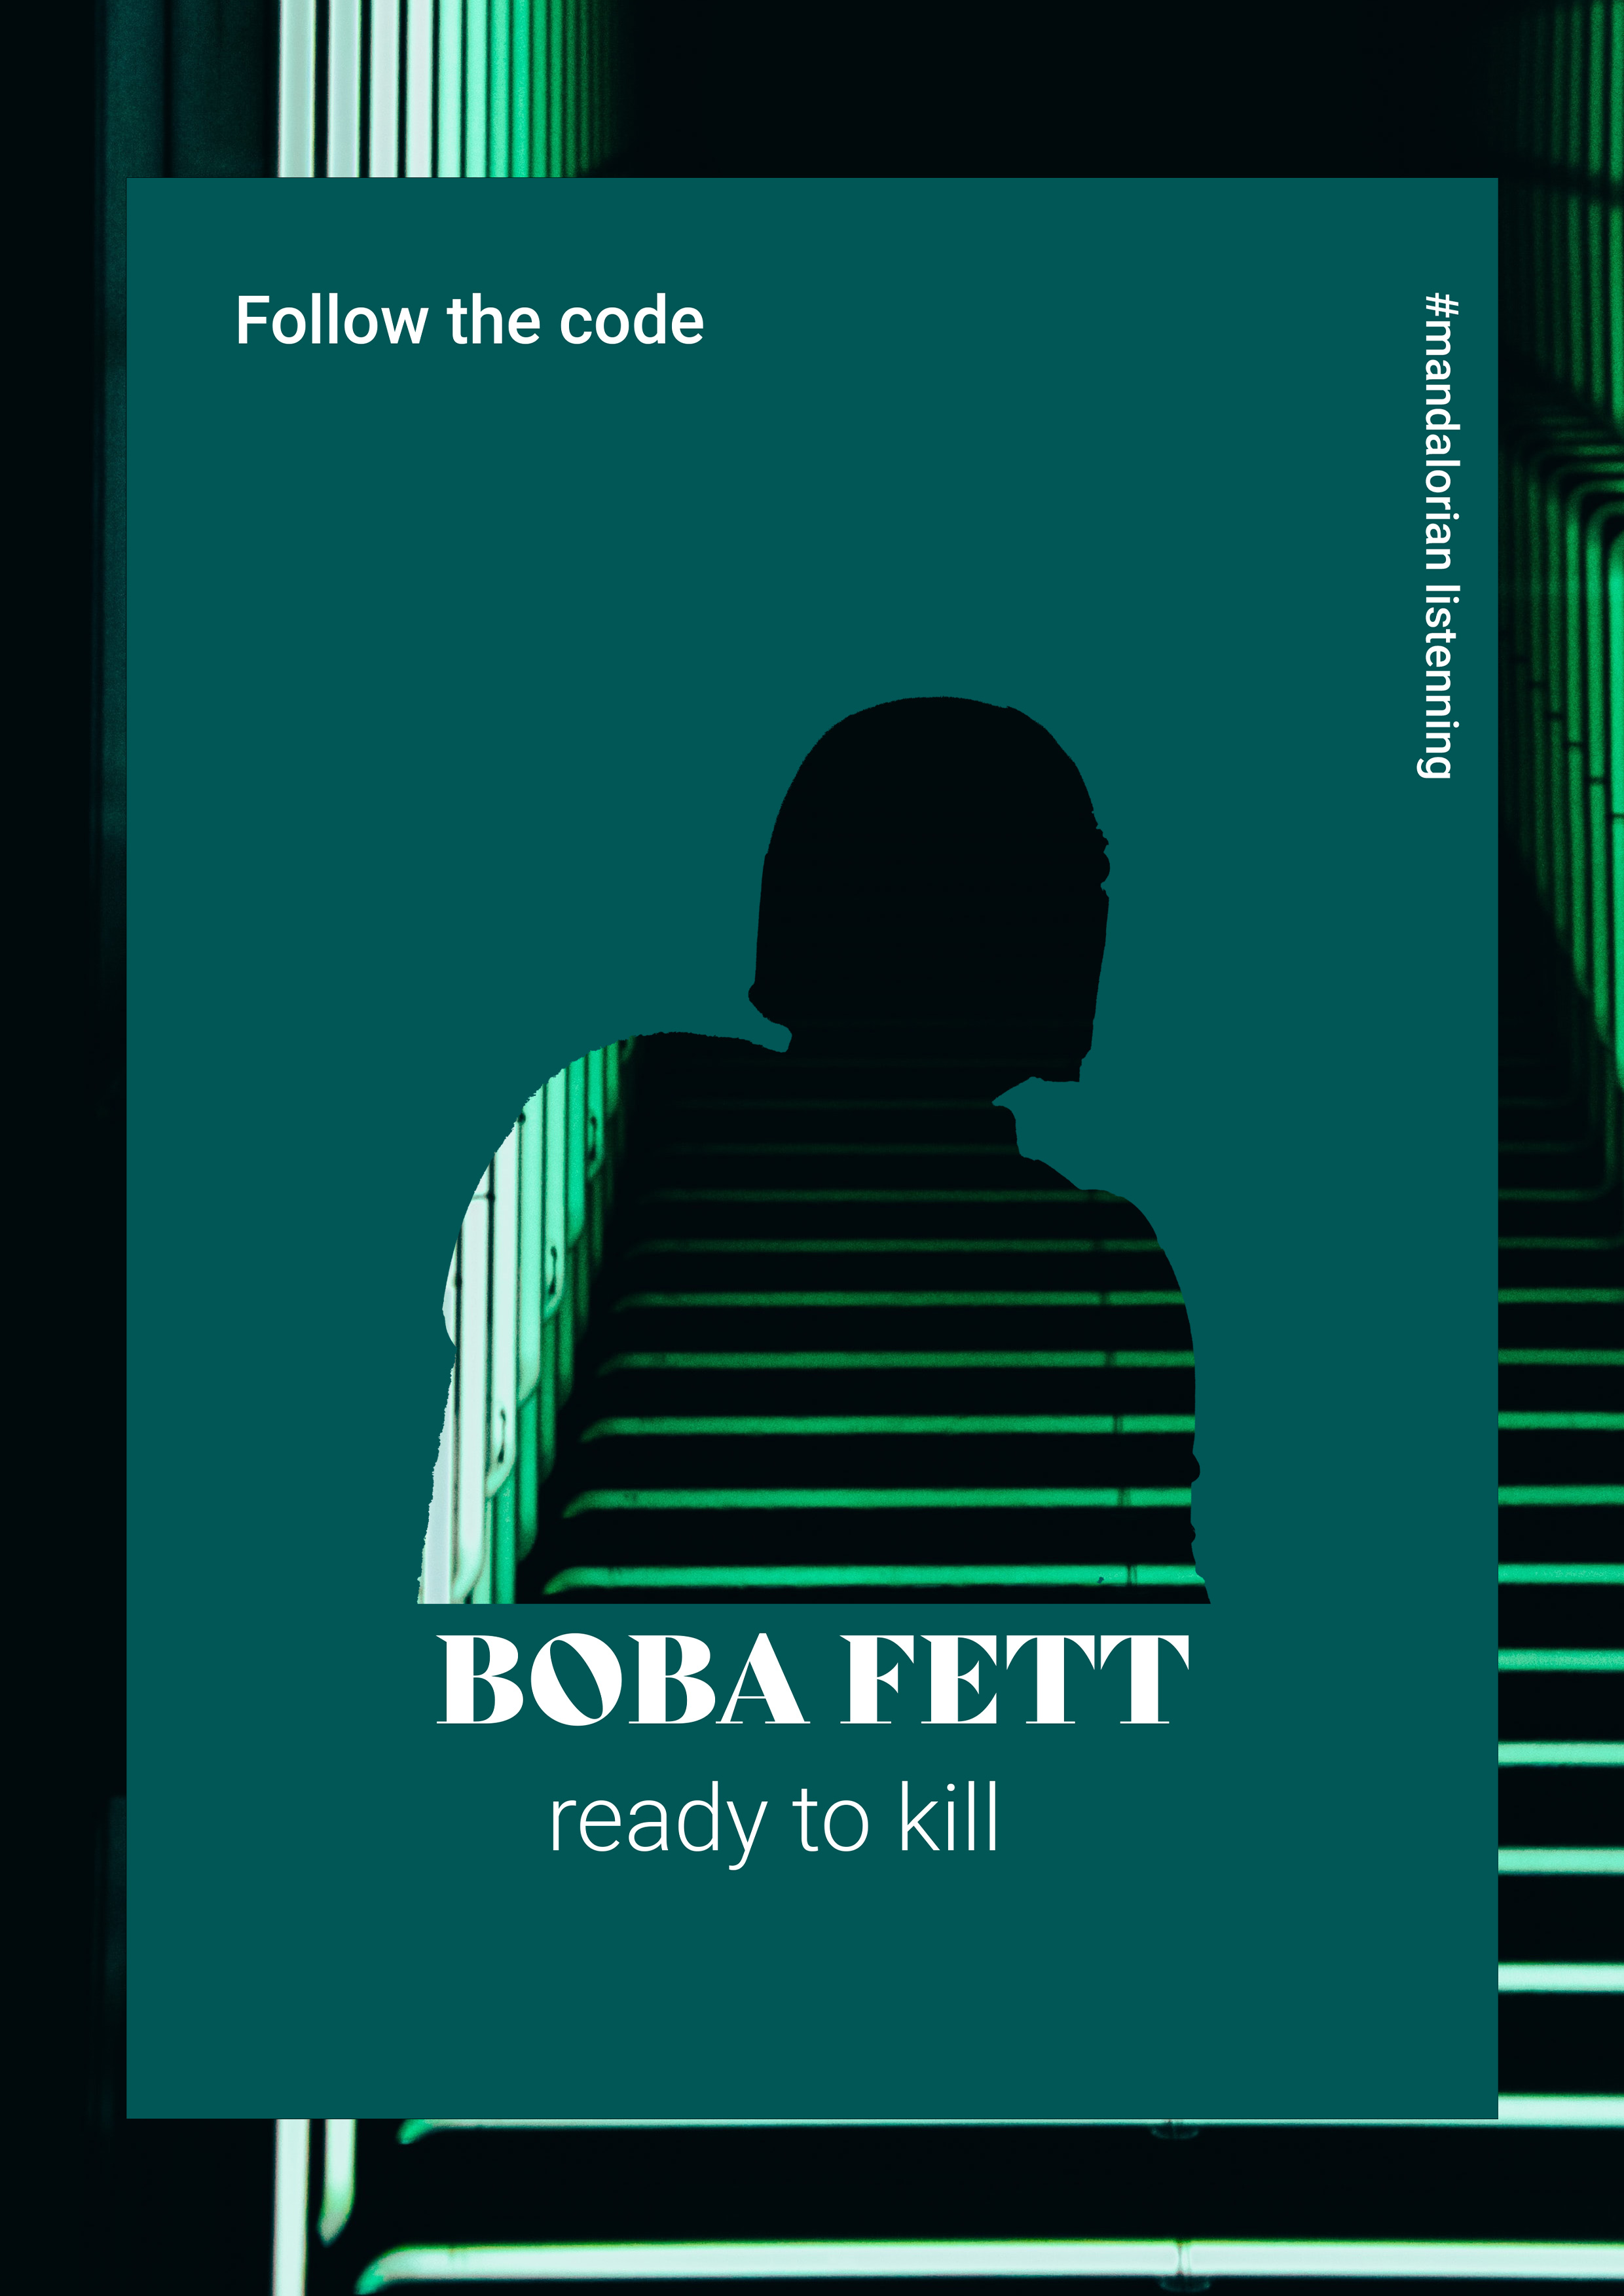 Follow the code
#mandalorian listenning
BOBA FETT
ready to kill